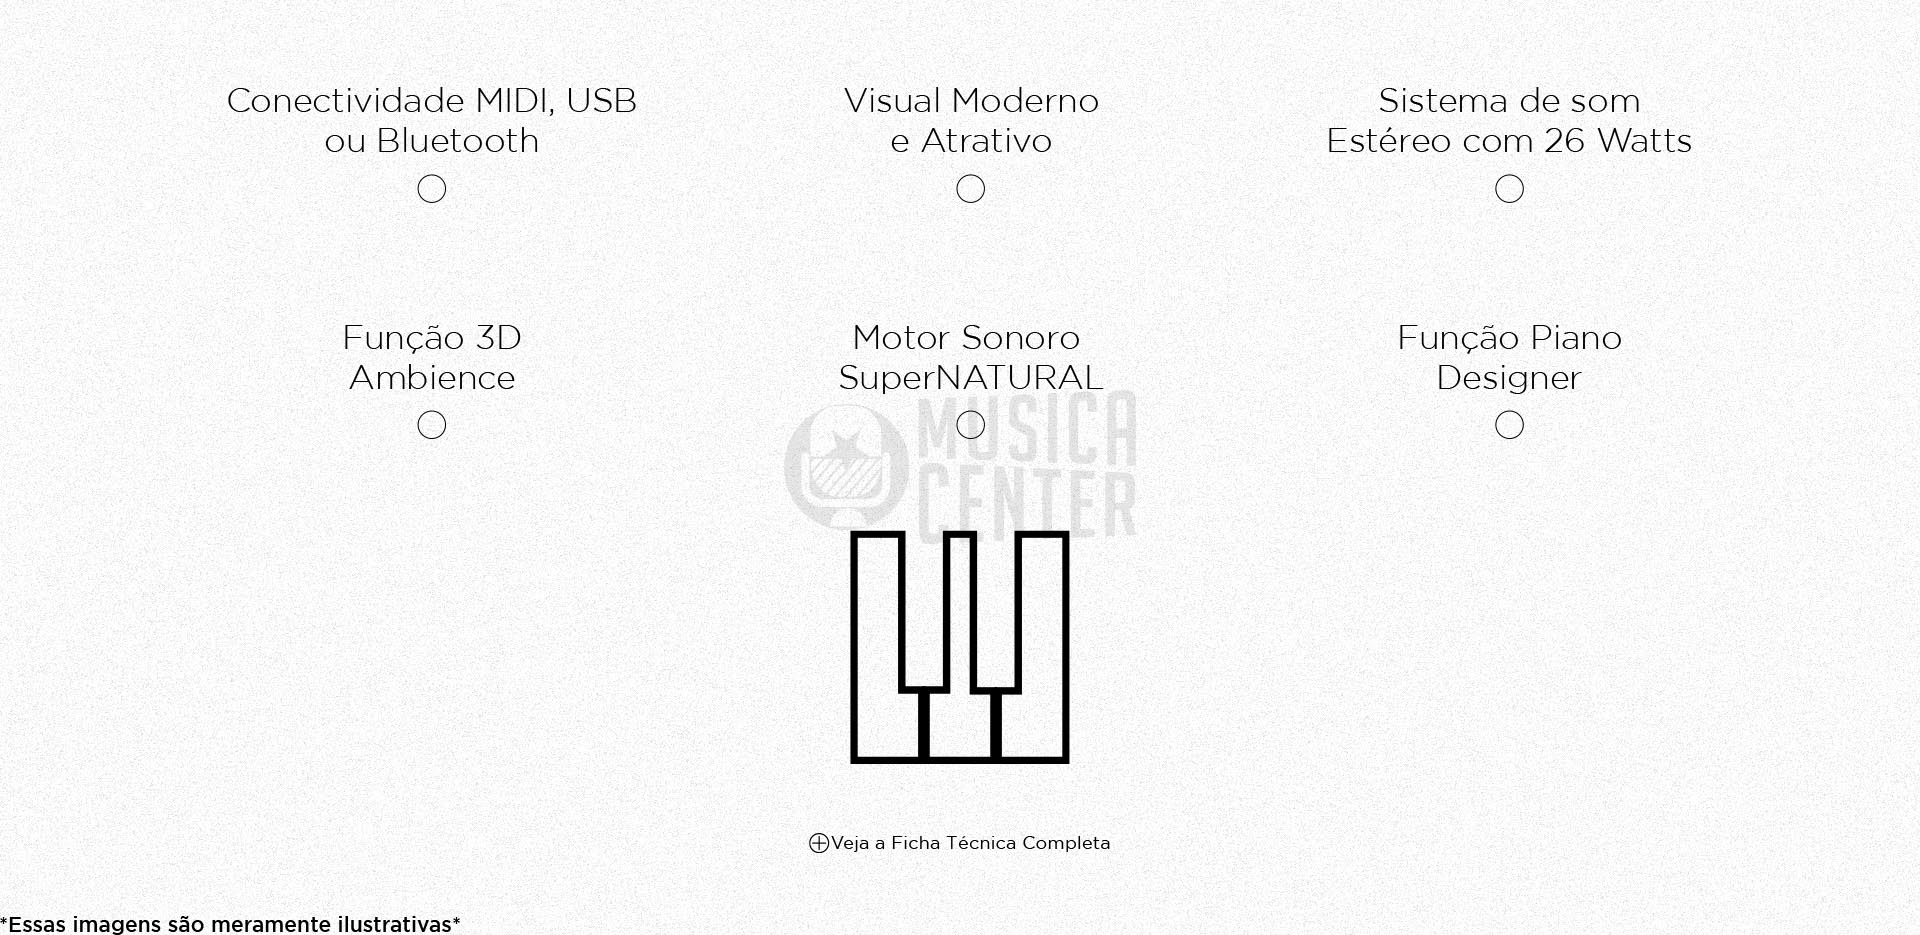 Conectividade MIDI, USB
ou Bluetooth
Visual Moderno
e Atrativo
Sistema de som
Estéreo com 26 Watts
Função 3D
Ambience
Motor Sonoro
SuperNATURAL
Função Piano
Designer
MUSICAL
CENTER
Veja a Ficha Técnica Completa
*Essas imagens são meramente ilustrativas*